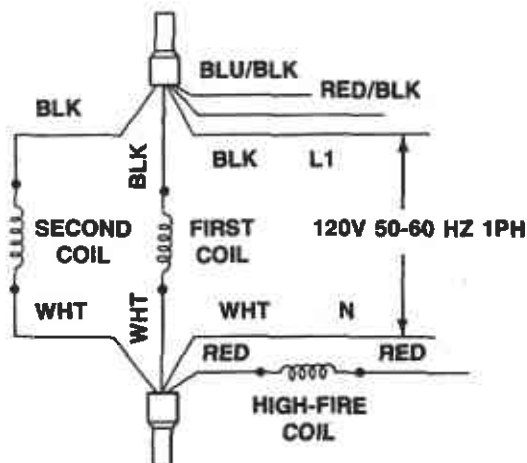 BLU/BLK
RED/BLK
BLK
BLK
BLK L1
SECOND
COIL
FIRST
COIL
120V 50-60 HZ 1PH
WHT
WHT
WHT N
RED
RED
HIGH-FIRE
COIL